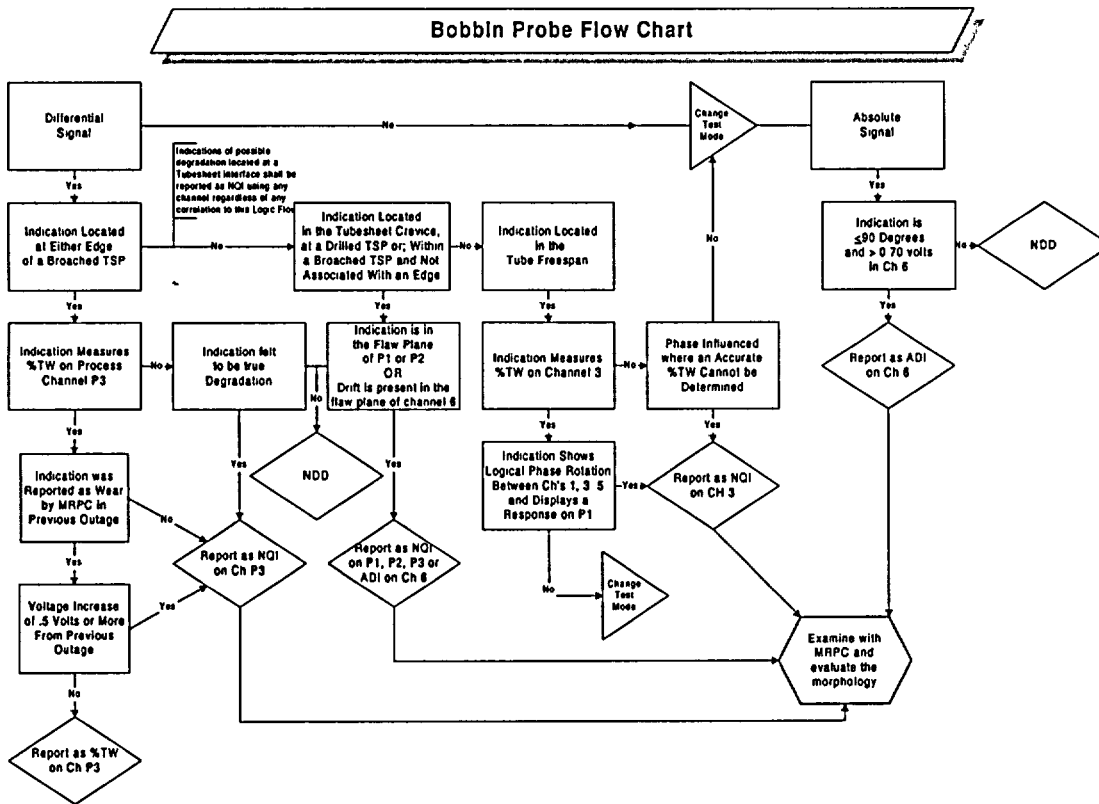 Bobbin Probe Flow Chart
Differential
Signal
No
Change
Test
Mode
Absolute
Signal
Yes
Indications of possible
degradation located at a
Tubesheet Interface shall be
reported as NQI using any
channel regardless of any
correlation to this Logic Flow
Yes
Indication Located
at Either Edge
of a Broached TSP
No
Indication Located
in the Tubesheet Crevice,
at a Drilled TSP or; Within
a Broached TSP and Not
Associated With an Edge
No
Indication Located
in the
Tube Freespan
No
Indication is
≤90 Degrees
and > 0 70 volts
in Ch 6
No
NDD
Yes
Yes
Yes
Yes
Indication Measures
%TW on Process
Channel P3
No
Indication felt
to be true
Degradation
No
Indication is in
the Flaw Plane
of P1 or P2
OR
Drift is present in the
flaw plane of channel 6
Indication Measures
%TW on Channel 3
No
Phase Influenced
where an Accurate
%TW Cannot be
Determined
Report as ADI
on Ch 6
Yes
Yes
NDD
Yes
Yes
Yes
Indication was
Reported as Wear
by MRPC in
Previous Outage
No
Indication Shows
Logical Phase Rotation
Between Ch's 1, 3 5
and Displays a
Response on P1
Yes
Report as NQI
on CH 3
Yes
Report as NQI
on Ch P3
Report as NQI
on P1, P2, P3 or
ADI on Ch 6
No
Change
Test
Mode
Voltage Increase
of .5 Volts or More
From Previous
Outage
Yes
Examine with
MRPC and
evaluate the
morphology
No
Report as %TW
on Ch P3